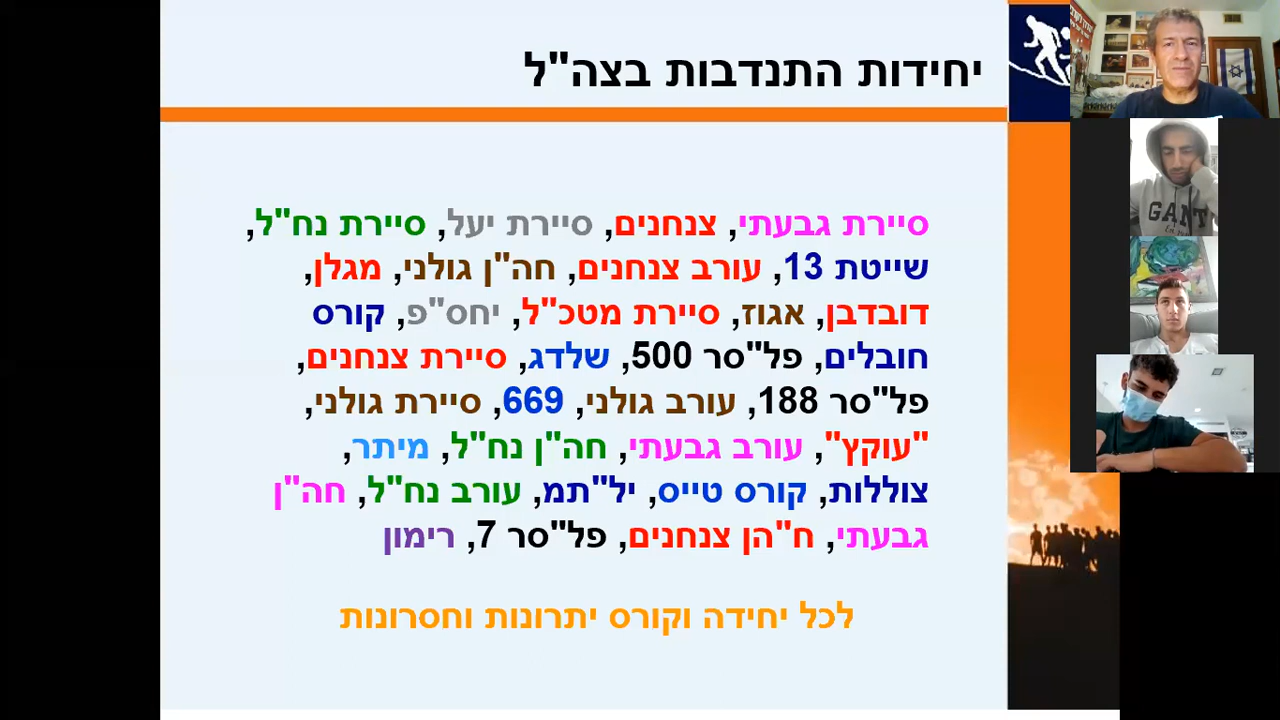 יחידות התנדבות בצה"ל
סיירת גבעתי, צנחנים, סיירת יעל, סיירת נח"ל,
שייטת 13, עורב צנחנים, חה"ן גולני, מגלן,
דובדבן, אגוז, סיירת מטכ"ל, יחס"פ, קורס
חובלים, פל"סר 500, שלדג, סיירת צנחנים,
פל"סר 188, עורב גולני, 669, סיירת גולני,
"עוקץ", עורב גבעתי, חה"ן נח"ל, מיתר,
צוללות, קורס טייס, יל"תמ, עורב נח"ל, חה"ן
גבעתי, ח"הן צנחנים, פל"סר 7, רימון
לכל יחידה וקורס יתרונות וחסרונות
GANT